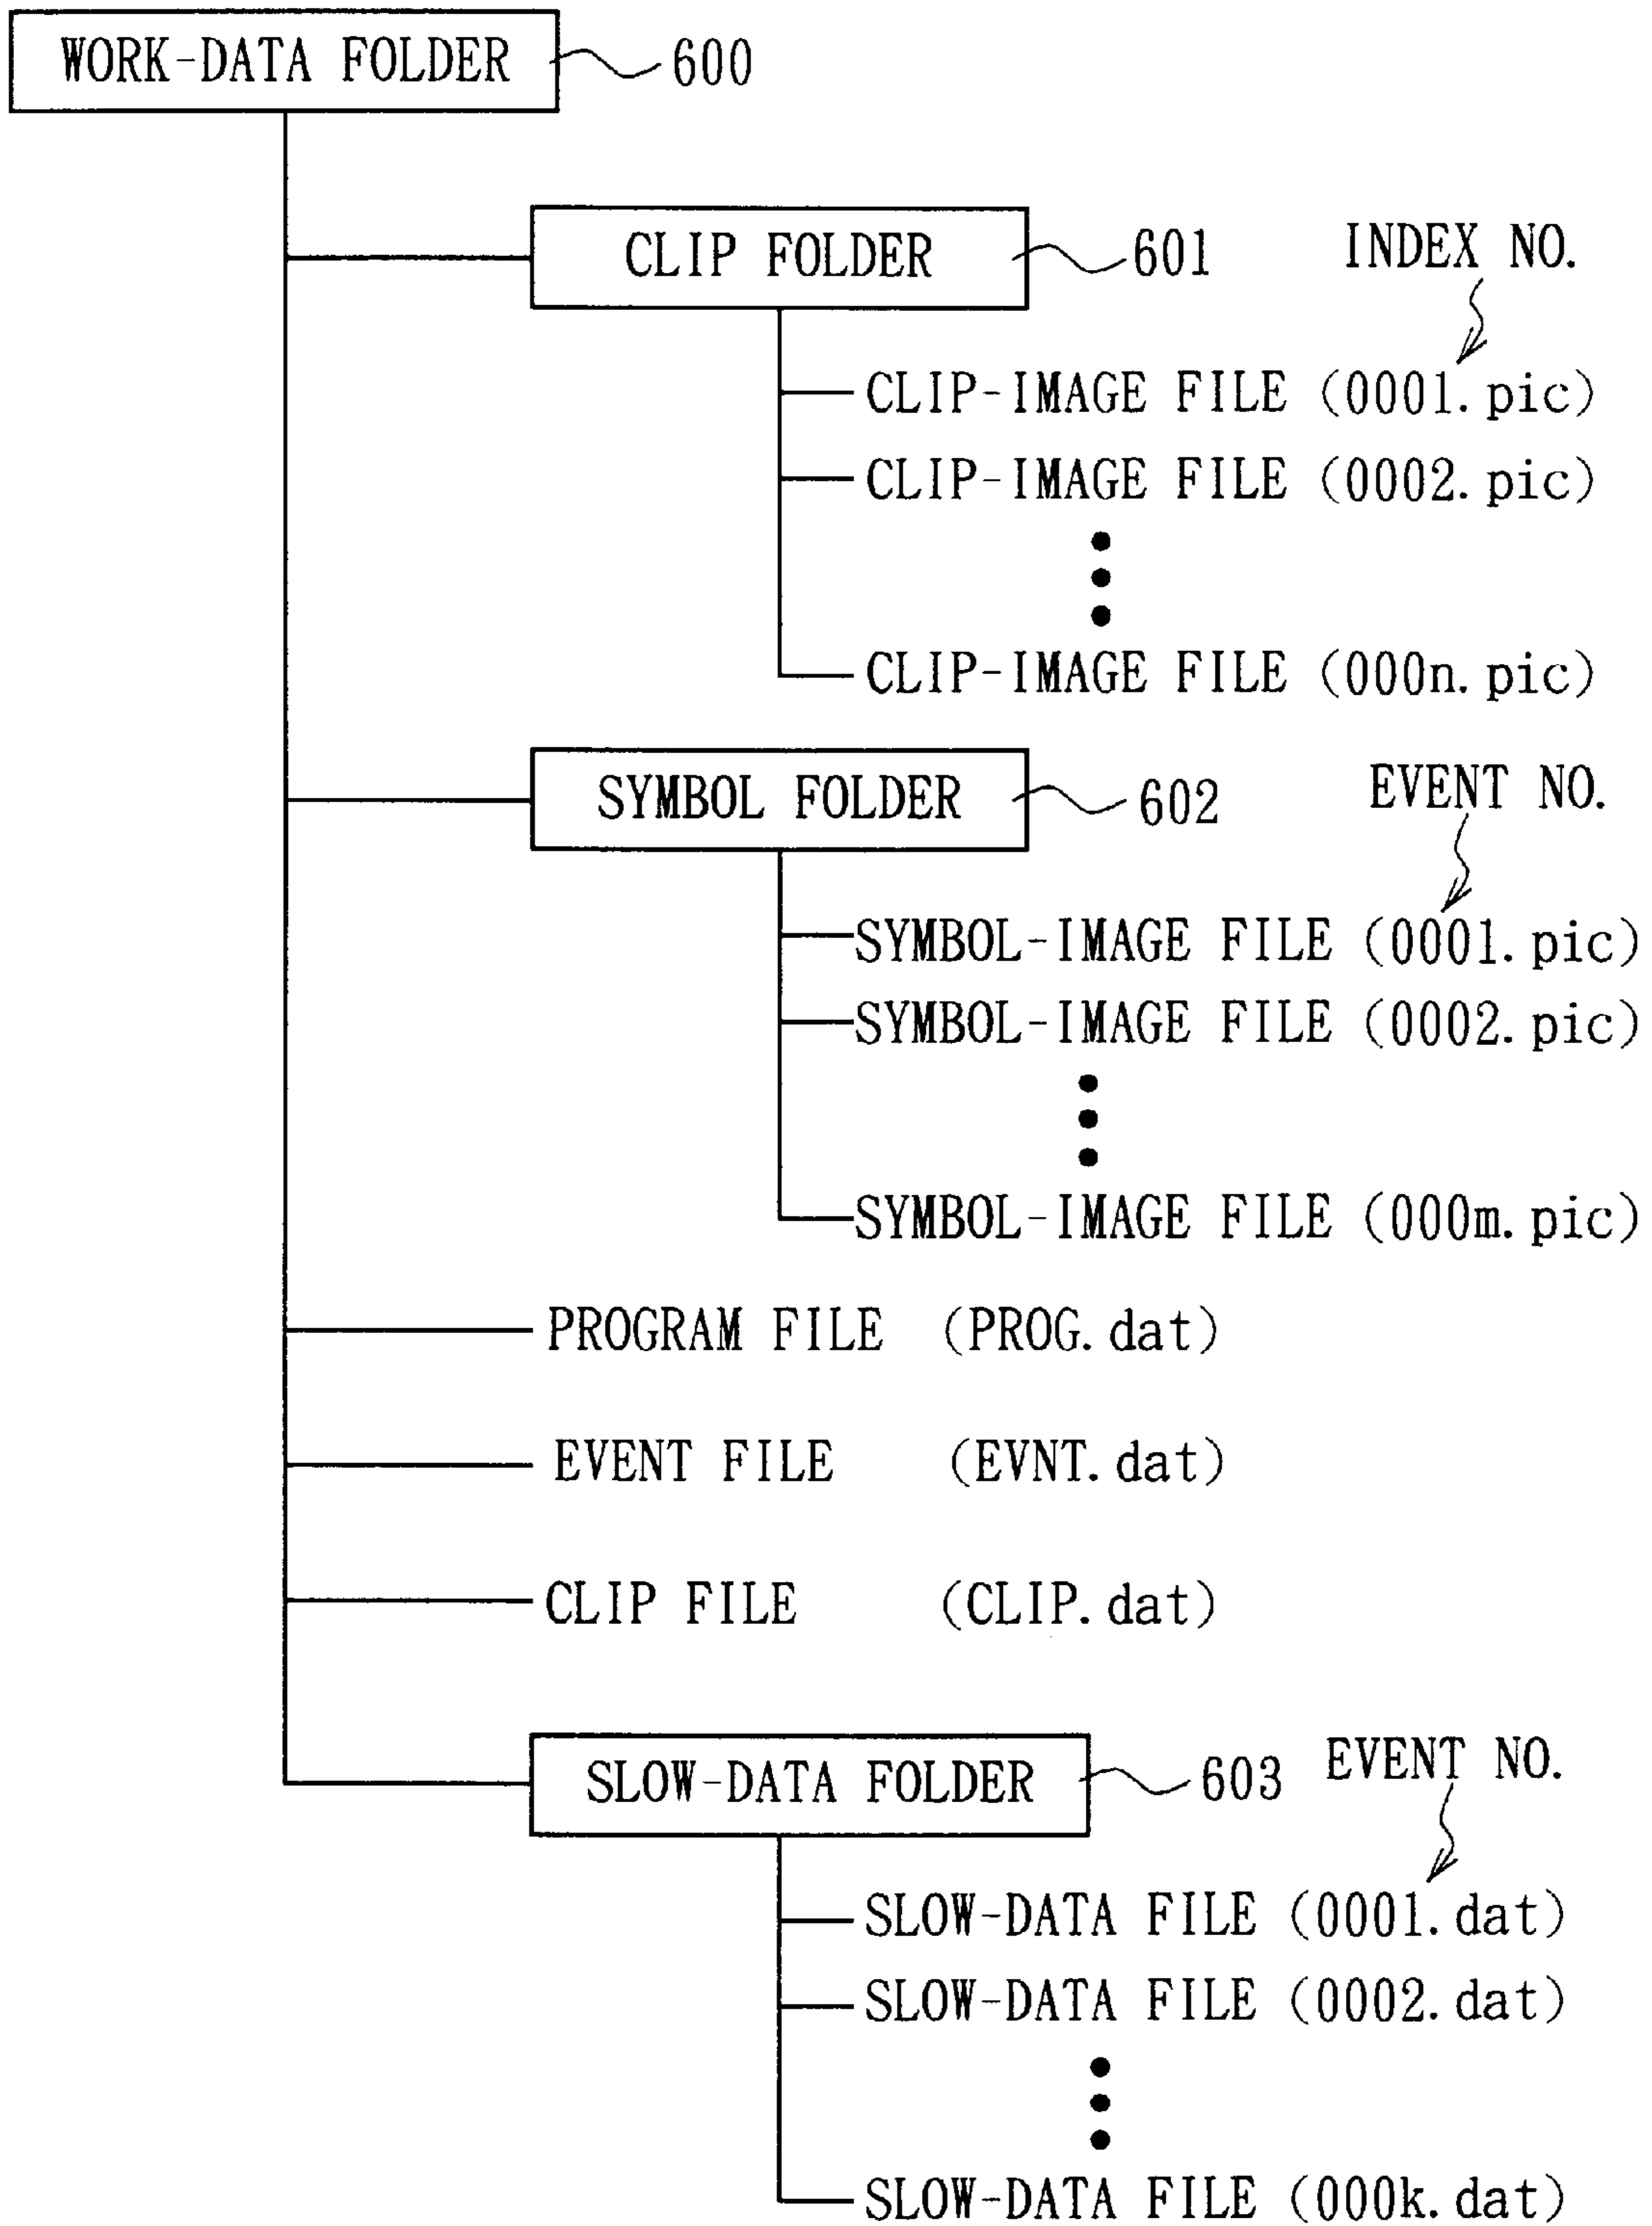 WORK-DATA FOLDER 600
CLIP FOLDER 601 INDEX NO.
CLIP-IMAGE FILE (0001.pic)
CLIP-IMAGE FILE (0002.pic)
CLIP-IMAGE FILE (000n.pic)
SYMBOL FOLDER 602 EVENT NO.
SYMBOL-IMAGE FILE (0001.pic)
SYMBOL-IMAGE FILE (0002.pic)
SYMBOL-IMAGE FILE (000m.pic)
PROGRAM FILE (PROG.dat)
EVENT FILE (EVNT.dat)
CLIP FILE (CLIP.dat)
SLOW-DATA FOLDER 603 EVENT NO.
SLOW-DATA FILE (0001.dat)
SLOW-DATA FILE (0002.dat)
SLOW-DATA FILE (000k.dat)